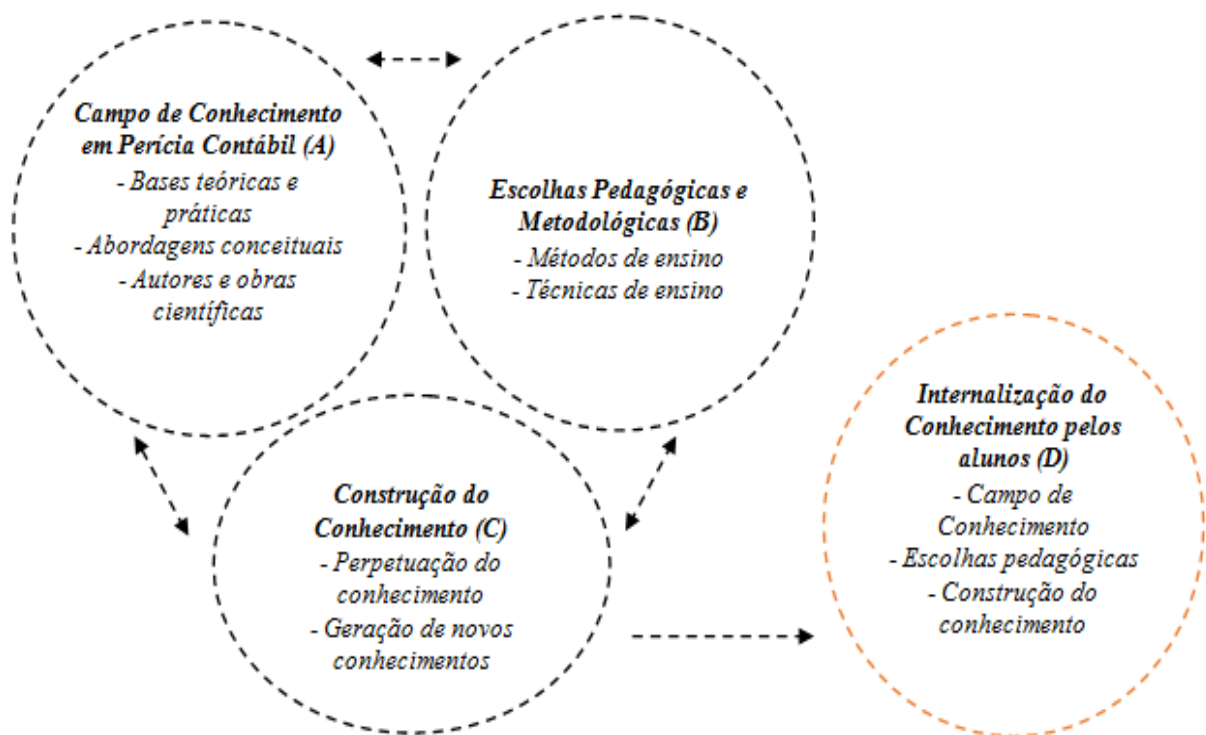 Campo de Conhecimento
em Perícia Contábil (A)
- Bases teóricas e
práticas
- Abordagens conceituais
- Autores e obras
científicas
Escolhas Pedagógicas e
Metodológicas (B)
- Métodos de ensino
- Técnicas de ensino
Construção do
Conhecimento (C)
- Perpetuação do
conhecimento
- Geração de novos
conhecimentos
Internalização do
Conhecimento pelos
alunos (D)
- Campo de
Conhecimento
- Escolhas pedagógicas
- Construção do
conhecimento